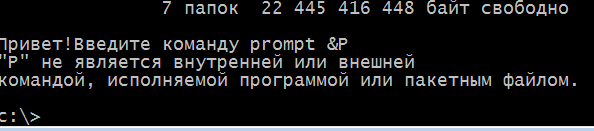 7 папок 22 445 416 448 байт свободно
Привет!Введите команду prompt &P
"P" не является внутренней или внешней
командой, исполняемой программой или пакетным файлом.
c:\>